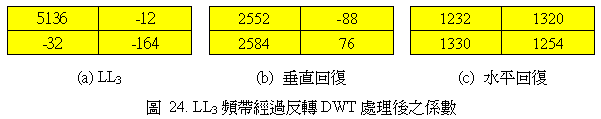 5136 -12 2552 -88 1232 1320
-32 -164 2584 76 1330 1254
(a) LL3 (b) 垂直回復 (c) 水平回復
圖 24. LL3 頻帶經過反轉 DWT 處理後之係數